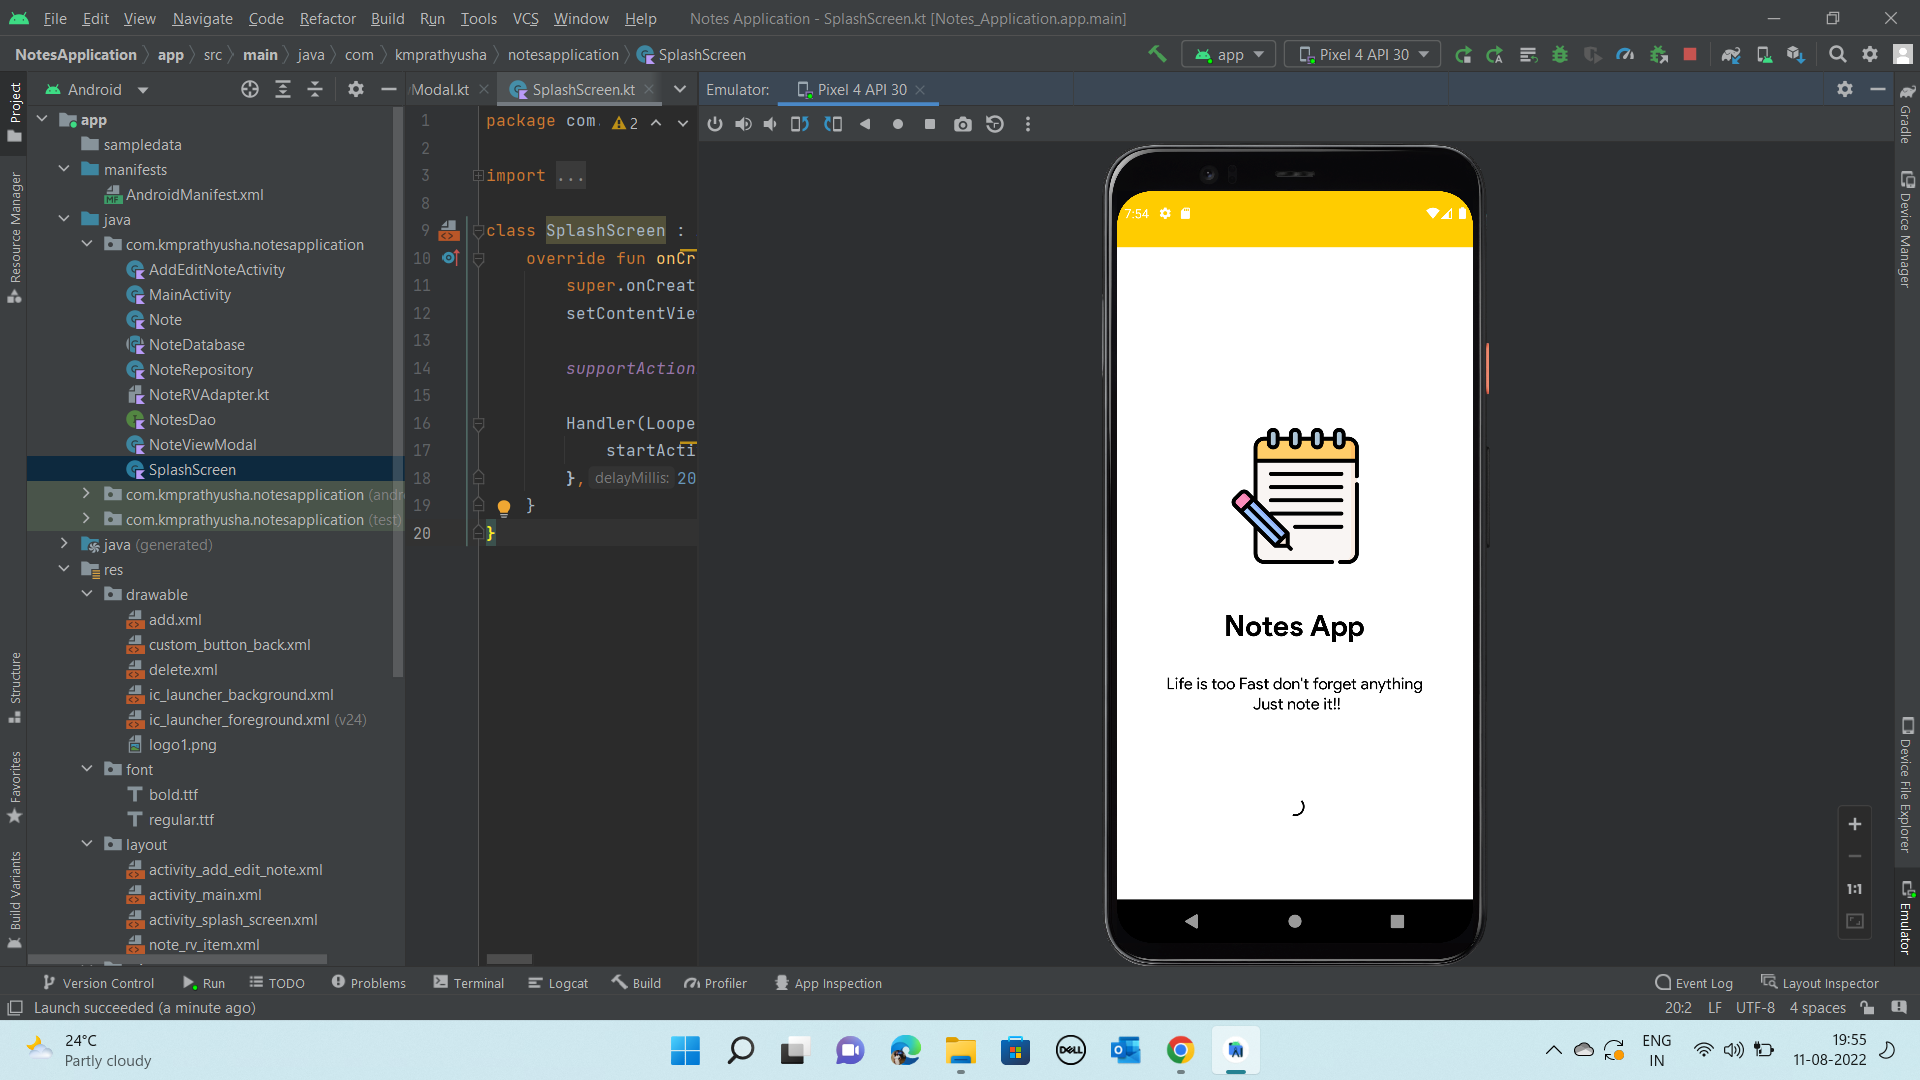 File Edit View Navigate Code Refactor Build Run Tools VCS Window Help Notes Application - SplashScreen.kt [Notes_Application.app.main]
NotesApplication app src main java com kmprathyusha notesapplication SplashScreen app Pixel 4 API 30
Android Modal.kt SplashScreen.kt Emulator: Pixel 4 API 30
Project
Resource Manager
Structure
Favorites
Build Variants
app
sampledata
manifests
AndroidManifest.xml
java
com.kmprathyusha.notesapplication
AddEditNoteActivity
MainActivity
Note
NoteDatabase
NoteRepository
NoteRVAdapter.kt
NotesDao
NoteViewModal
SplashScreen
com.kmprathyusha.notesapplication (andr
com.kmprathyusha.notesapplication (test)
java (generated)
res
drawable
add.xml
custom_button_back.xml
delete.xml
ic_launcher_background.xml
ic_launcher_foreground.xml (v24)
logo1.png
font
bold.ttf
regular.ttf
layout
activity_add_edit_note.xml
activity_main.xml
activity_splash_screen.xml
note_rv_item.xml
1 package com. 2
2
3 import ...
8
9 class SplashScreen :
10 override fun onCr
11 super.onCreat
12 setContentVie
13
14 supportAction
15
16 Handler(Loope
17 startActi
18 }, delayMillis: 20
19 }
20 }
7:54
Notes App
Life is too Fast don't forget anything
Just note it!!
1:1
Gradle
Device Manager
Device File Explorer
Emulator
Version Control Run TODO Problems Terminal Logcat Build Profiler App Inspection Event Log Layout Inspector
Launch succeeded (a minute ago) 20:2 LF UTF-8 4 spaces
24°C
Partly cloudy
DELL
ENG
IN
19:55
11-08-2022